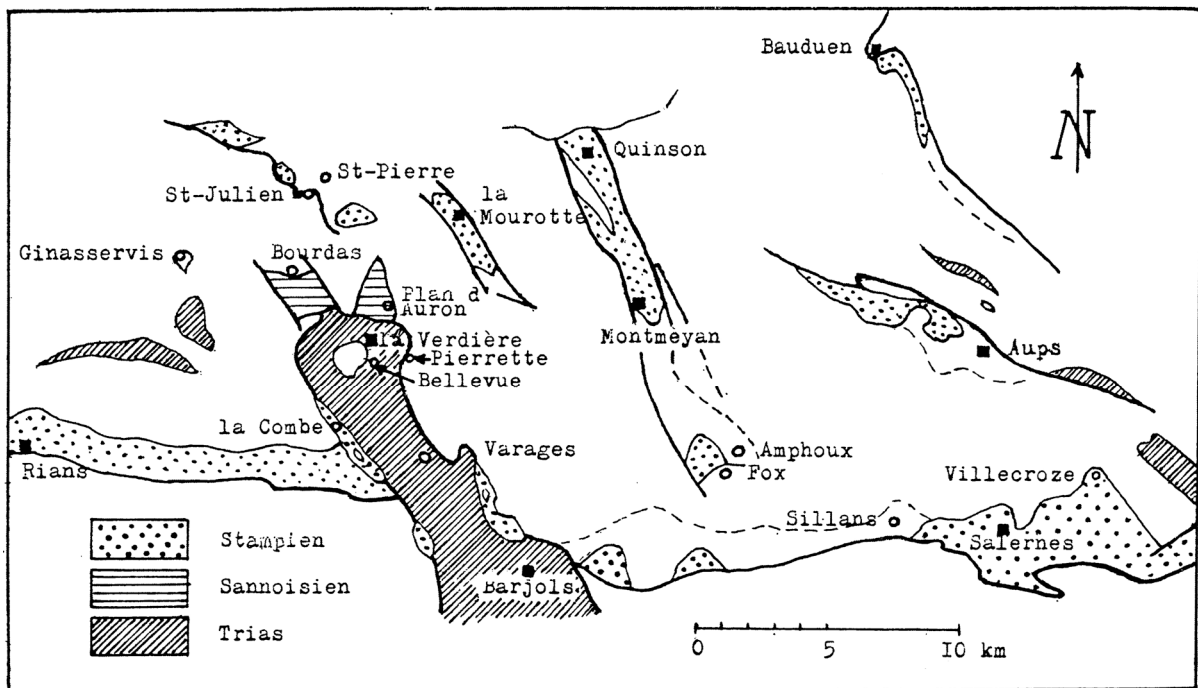 Bauduen
N
Quinson
St-Pierre
St-Julien
la
Mourotte
Ginasservis
Bourdas
Plan d'
Auron
Montmeyan
la Verdière
Pierrette
Bellevue
Aups
la Combe
Varages
Rians
Amphoux
Fox
Villecroze
Sillans
Salernes
Stampien
Sannoisien
Trias
Barjols
0 5 10 km